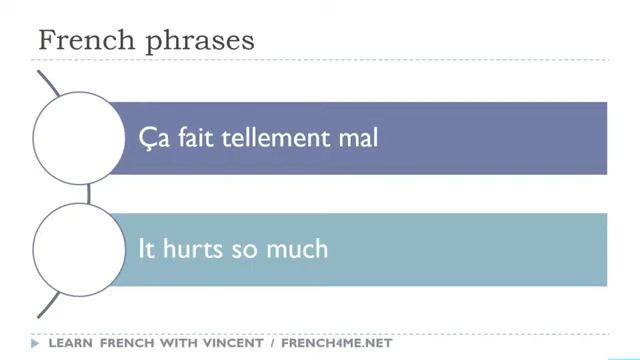 French phrases
Ça fait tellement mal
It hurts so much
LEARN FRENCH WITH VINCENT / FRENCH4ME.NET